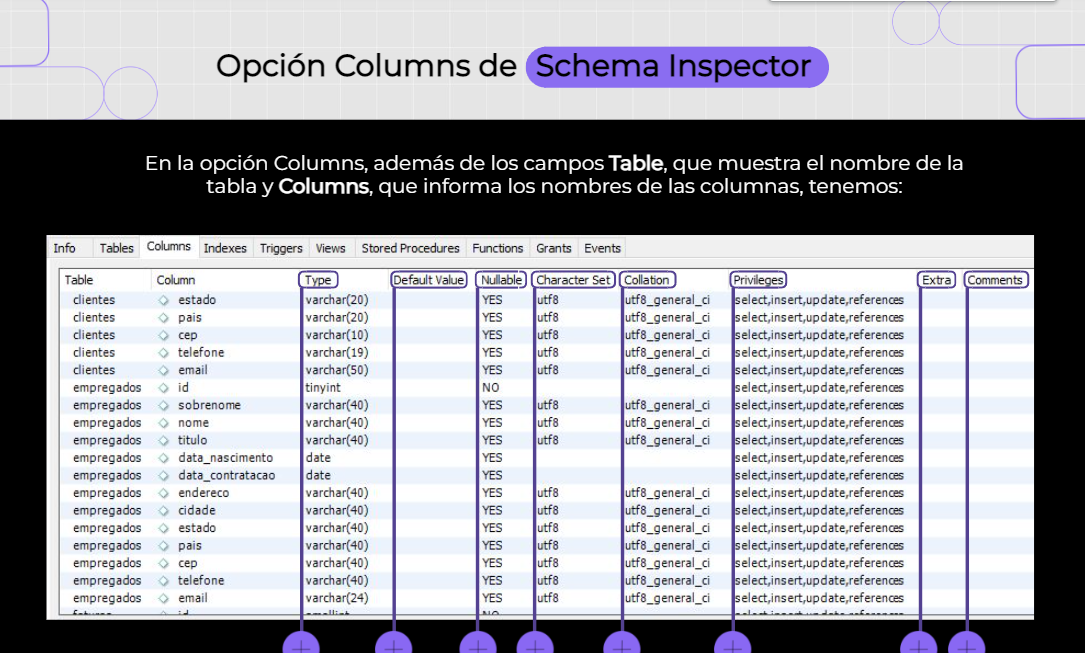 Opción Columns de Schema Inspector
En la opción Columns, además de los campos Table, que muestra el nombre de la
tabla y Columns, que informa los nombres de las columnas, tenemos:
Info Tables Columns Indexes Triggers Views Stored Procedures Functions Grants Events
Table Column Type Default Value Nullable Character Set Collation Privileges Extra Comments
clientes estado varchar(20) YES utf8 utf8_general_ci select,insert,update,references
clientes pais varchar(20) YES utf8 utf8_general_ci select,insert,update,references
clientes cep varchar(10) YES utf8 utf8_general_ci select,insert,update,references
clientes telefone varchar(19) YES utf8 utf8_general_ci select,insert,update,references
clientes email varchar(50) YES utf8 utf8_general_ci select,insert,update,references
empregados id tinyint NO select,insert,update,references
empregados sobrenome varchar(40) YES utf8 utf8_general_ci select,insert,update,references
empregados nome varchar(40) YES utf8 utf8_general_ci select,insert,update,references
empregados titulo varchar(40) YES utf8 utf8_general_ci select,insert,update,references
empregados data_nascimento date YES select,insert,update,references
empregados data_contratacao date YES select,insert,update,references
empregados endereco varchar(40) YES utf8 utf8_general_ci select,insert,update,references
empregados cidade varchar(40) YES utf8 utf8_general_ci select,insert,update,references
empregados estado varchar(40) YES utf8 utf8_general_ci select,insert,update,references
empregados pais varchar(40) YES utf8 utf8_general_ci select,insert,update,references
empregados cep varchar(40) YES utf8 utf8_general_ci select,insert,update,references
empregados telefone varchar(40) YES utf8 utf8_general_ci select,insert,update,references
empregados email varchar(24) YES utf8 utf8_general_ci select,insert,update,references